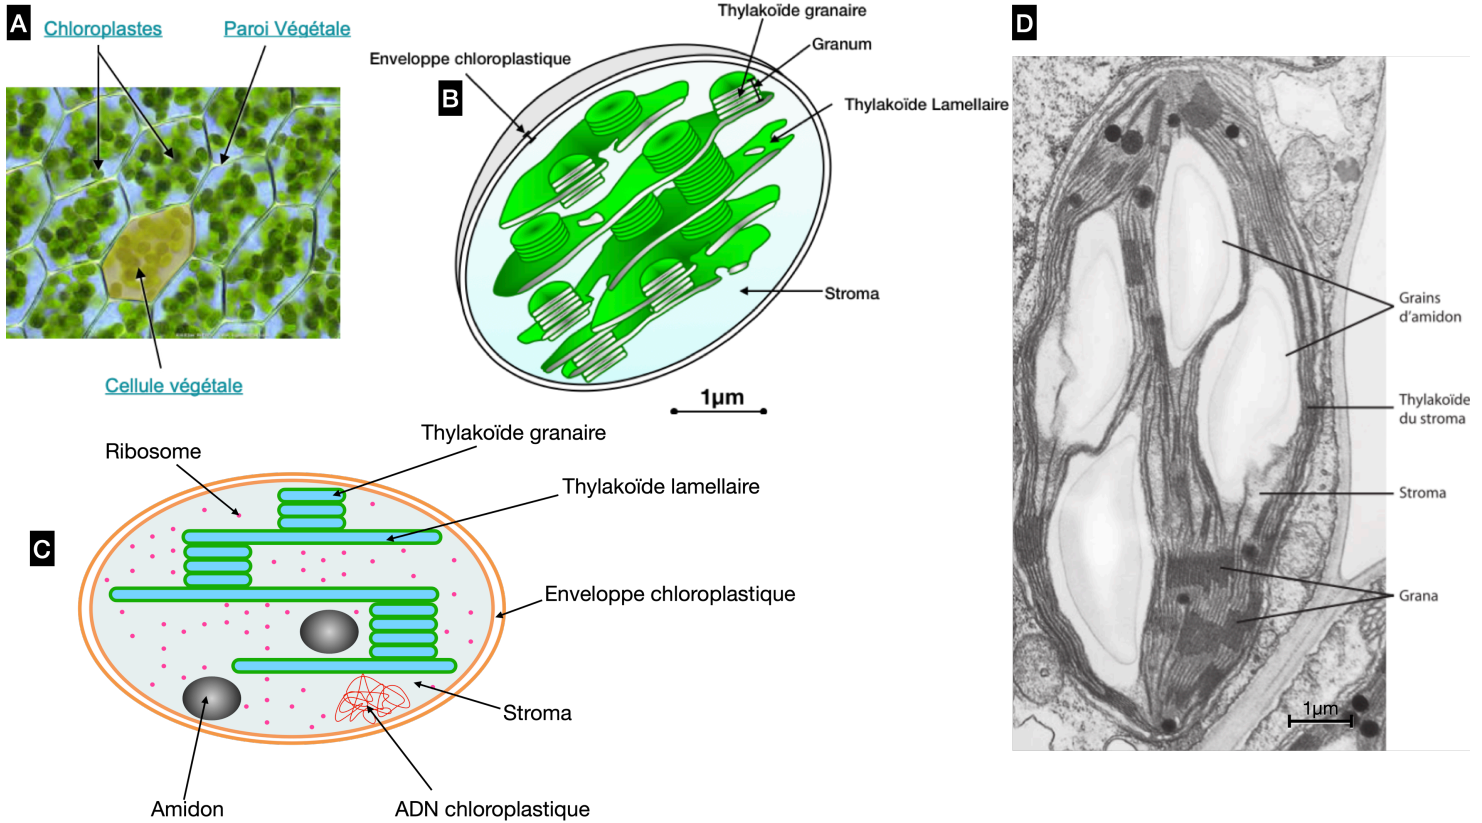 A
Chloroplastes
Paroi Végétale
Cellule végétale
B
Thylakoïde granaire
Granum
Enveloppe chloroplastique
Thylakoïde Lamellaire
Stroma
1µm
C
Ribosome
Thylakoïde granaire
Thylakoïde lamellaire
Enveloppe chloroplastique
Stroma
Amidon
ADN chloroplastique
D
Grains
d'amidon
Thylakoïde
du stroma
Stroma
Grana
1µm